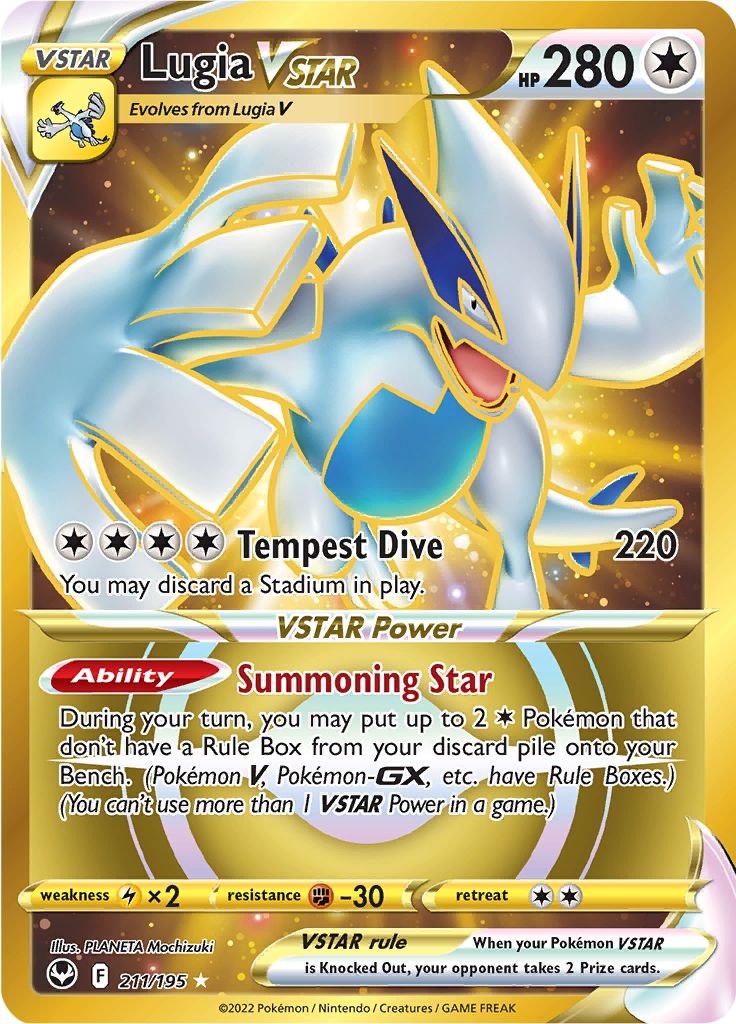 VSTAR
Lugia VSTAR
HP 280
Evolves from Lugia V
Tempest Dive 220
You may discard a Stadium in play.
VSTAR Power
Ability Summoning Star
During your turn, you may put up to 2 Pokémon that
don't have a Rule Box from your discard pile onto your
Bench. (Pokémon V, Pokémon-GX, etc. have Rule Boxes.)
(You can't use more than 1 VSTAR Power in a game.)
weakness ×2 resistance -30 retreat
Illus. PLANETA Mochizuki
VSTAR rule When your Pokémon VSTAR
is Knocked Out, your opponent takes 2 Prize cards.
F 211/195
©2022 Pokémon / Nintendo / Creatures / GAME FREAK